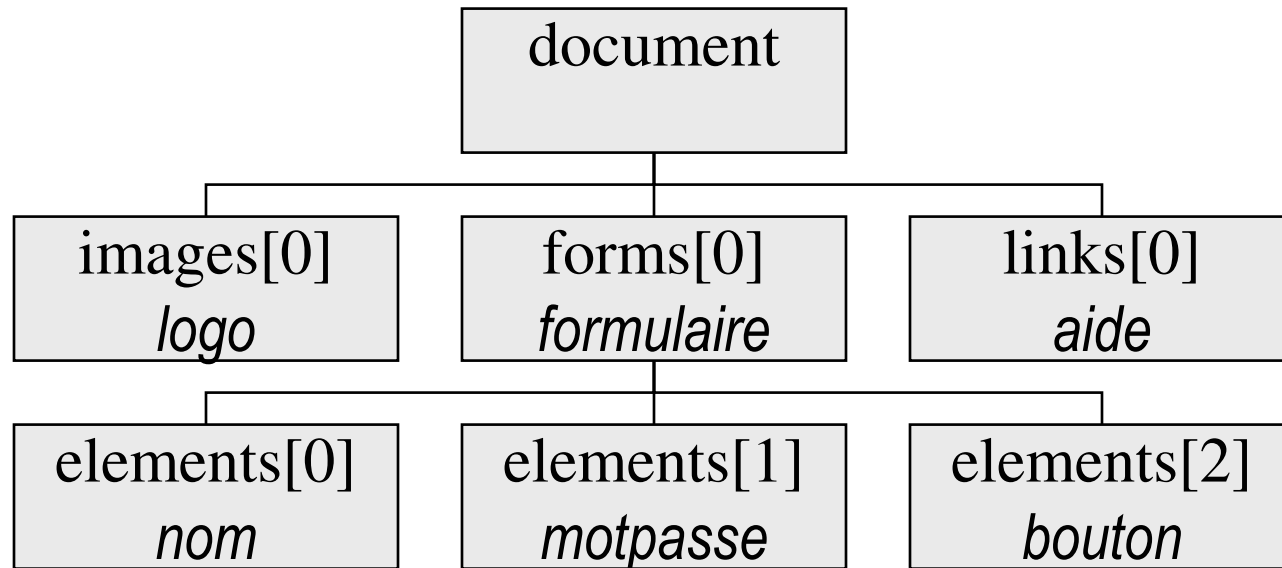 document
images[0]
logo
forms[0]
formulaire
links[0]
aide
elements[0]
nom
elements[1]
motpasse
elements[2]
bouton